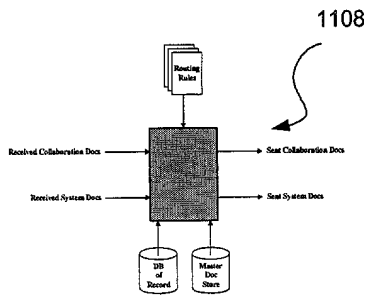 1108
Routing
Rules
Received Collaboration Docs
Sent Collaboration Docs
Received System Docs
Sent System Docs
DB
of
Record
Master
Doc
Store